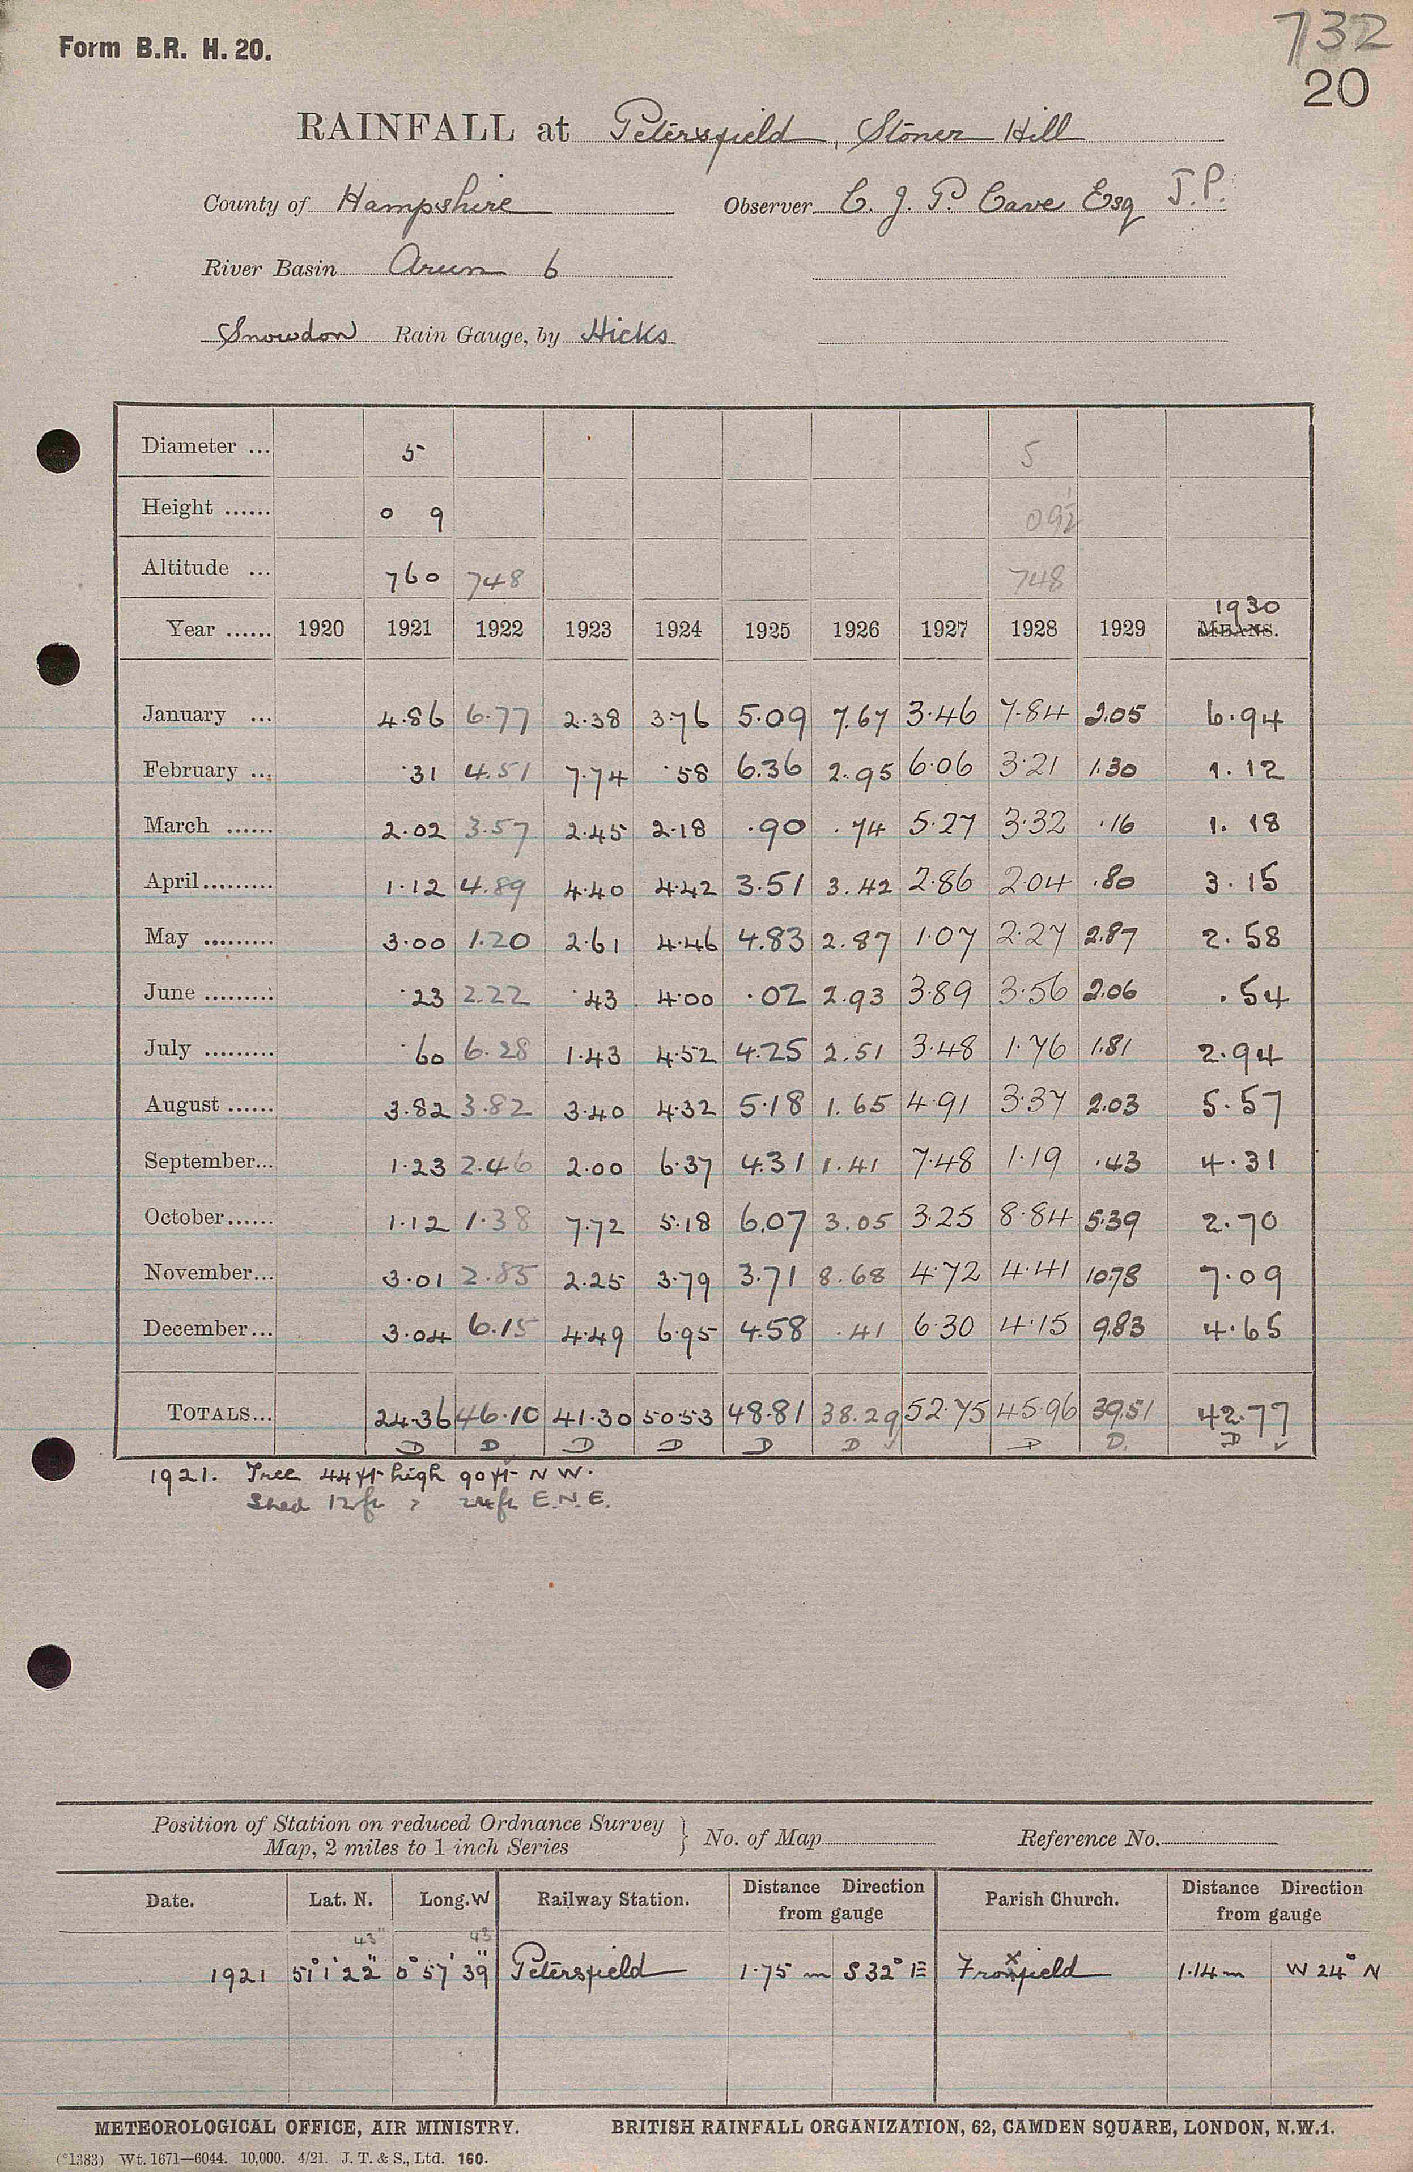 Form B.R. H. 20.
732
20
RAINFALL at Petersfield, Stoner Hill
County of Hampshire Observer C. J. P. Cave Esq J.P.
River Basin Arun 6
Snowdon Rain Gauge, by Hicks
Diameter ... 5 5
Height ...... 0 9 09½
Altitude ... 760 748 748
Year ...... 1920 1921 1922 1923 1924 1925 1926 1927 1928 1929 MEANS. 1930
January ... 4.86 6.77 2.38 3.76 5.09 7.67 3.46 7.84 2.05 6.94
February ... .31 4.51 7.74 .58 6.36 2.95 6.06 3.21 1.30 1.12
March ...... 2.02 3.57 2.45 2.18 .90 .74 5.27 3.32 .16 1.18
April......... 1.12 4.89 4.40 4.42 3.51 3.42 2.86 2.04 .80 3.15
May ......... 3.00 1.20 2.61 4.46 4.83 2.87 1.07 2.27 2.87 2.58
June ......... .23 2.22 .43 4.00 .02 2.93 3.89 3.56 2.06 .54
July ......... .60 6.28 1.43 4.52 4.25 2.51 3.48 1.76 1.81 2.94
August ...... 3.82 3.82 3.40 4.32 5.18 1.65 4.91 3.37 2.03 5.57
September... 1.23 2.46 2.00 6.37 4.31 1.41 7.48 1.19 .43 4.31
October...... 1.12 1.38 7.72 5.18 6.07 3.05 3.25 8.84 5.39 2.70
November... 3.01 2.85 2.25 3.79 3.71 8.68 4.72 4.41 10.78 7.09
December... 3.04 6.15 4.49 6.95 4.58 .41 6.30 4.15 9.83 4.65
TOTALS... 24.36 46.10 41.30 50.53 48.81 38.29 52.75 45.96 39.51 42.77
D D D D D D D D. D
1921. Tree 44 ft high 90 ft N W.
Shed 12 ft " 24 ft E.N.E.
Position of Station on reduced Ordnance Survey
Map, 2 miles to 1 inch Series } No. of Map Reference No.
Date. Lat. N. Long. W Railway Station. Distance Direction from gauge Parish Church. Distance Direction from gauge
43" 43
1921 51° 1' 22" 0° 57' 39" Petersfield 1.75 m S 32° E Froxfield x 1.14 m W 24° N
METEOROLOGICAL OFFICE, AIR MINISTRY. BRITISH RAINFALL ORGANIZATION, 62, CAMDEN SQUARE, LONDON, N.W.1.
(*1383) Wt. 1671—6044. 10,000. 4/21. J. T. & S., Ltd. 160.